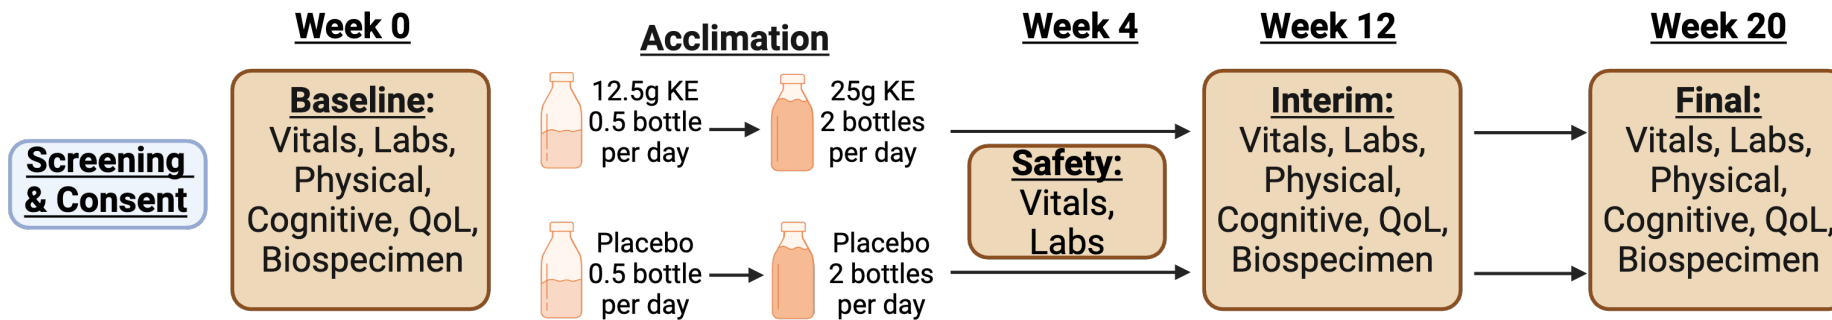 Screening
& Consent
Week 0
Baseline:
Vitals, Labs,
Physical,
Cognitive, QoL,
Biospecimen
Acclimation
12.5g KE
0.5 bottle
per day
25g KE
2 bottles
per day
Placebo
0.5 bottle
per day
Placebo
2 bottles
per day
Week 4
Safety:
Vitals,
Labs
Week 12
Interim:
Vitals, Labs,
Physical,
Cognitive, QoL,
Biospecimen
Week 20
Final:
Vitals, Labs,
Physical,
Cognitive, QoL,
Biospecimen